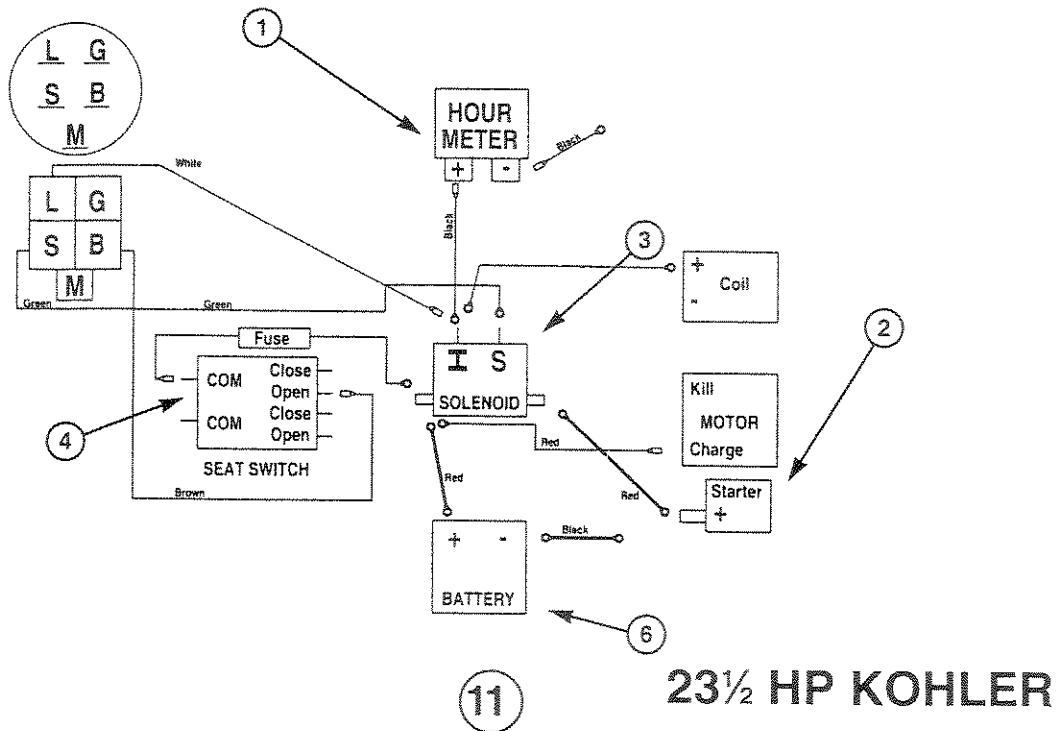 1
L G
S B
M
HOUR
METER
+ -
Black
White
L G
S B
M
Black
3
+
Coil
-
Green
Green
2
Fuse
I S
SOLENOID
COM
Close
Open
COM
Close
Open
4
SEAT SWITCH
Kill
MOTOR
Charge
Red
Red
Red
Brown
Starter
+
+ -
Black
BATTERY
6
11
23½ HP KOHLER